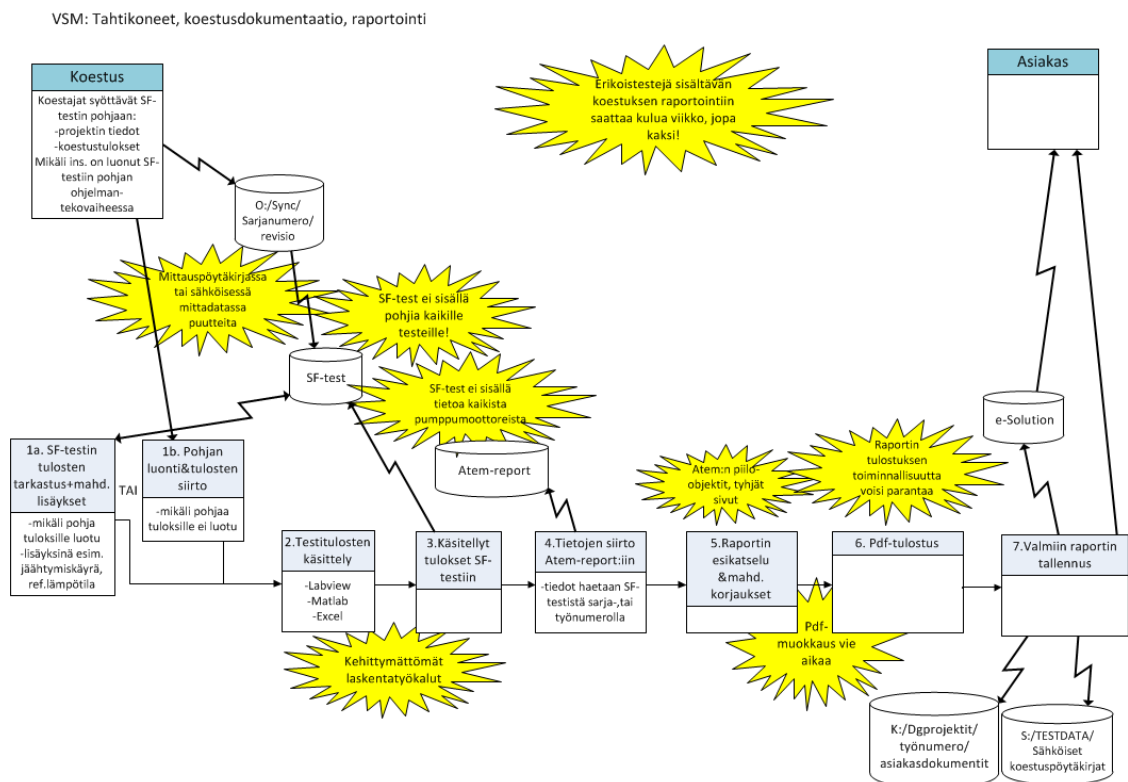 VSM: Tahtikoneet, koestusdokumentaatio, raportointi
Koestus
Koestajat syöttävät SF-
testin pohjaan:
-projektin tiedot
-koestustulokset
Mikäli ins. on luonut SF-
testiin pohjan
ohjelman-
tekovaiheessa
Erikoistestejä sisältävän
koestuksen raportointiin
saattaa kulua viikko, jopa
kaksi!
Asiakas
O:/Sync/
Sarjanumero/
revisio
Mittauspöytäkirjassa
tai sähköisessä
mittadatassa
puutteita
SF-test ei sisällä
pohjia kaikille
testeille!
SF-test
SF-test ei sisällä
tietoa kaikista
pumppumoottoreista
Atem-report
e-Solution
Atem:n piilo-
objektit, tyhjät
sivut
Raportin
tulostuksen
toiminnallisuutta
voisi parantaa
1a. SF-testin
tulosten
tarkastus+mahd.
lisäykset
-mikäli pohja
tuloksille luotu
-lisäyksinä esim.
jäähtymiskäyrä,
ref.lämpötila
TAI
1b. Pohjan
luonti&tulosten
siirto
-mikäli pohjaa
tuloksille ei luotu
2.Testitulosten
käsittely
-Labview
-Matlab
-Excel
3.Käsitellyt
tulokset SF-
testiin
4.Tietojen siirto
Atem-report:iin
-tiedot haetaan SF-
testistä sarja-,tai
työnumerolla
5.Raportin
esikatselu
&mahd.
korjaukset
6. Pdf-tulostus
7.Valmiin raportin
tallennus
Kehittymättömät
laskentatyökalut
Pdf-
muokkaus vie
aikaa
K:/Dgprojektit/
työnumero/
asiakasdokumentit
S:/TESTDATA/
Sähköiset
koestuspöytäkirjat